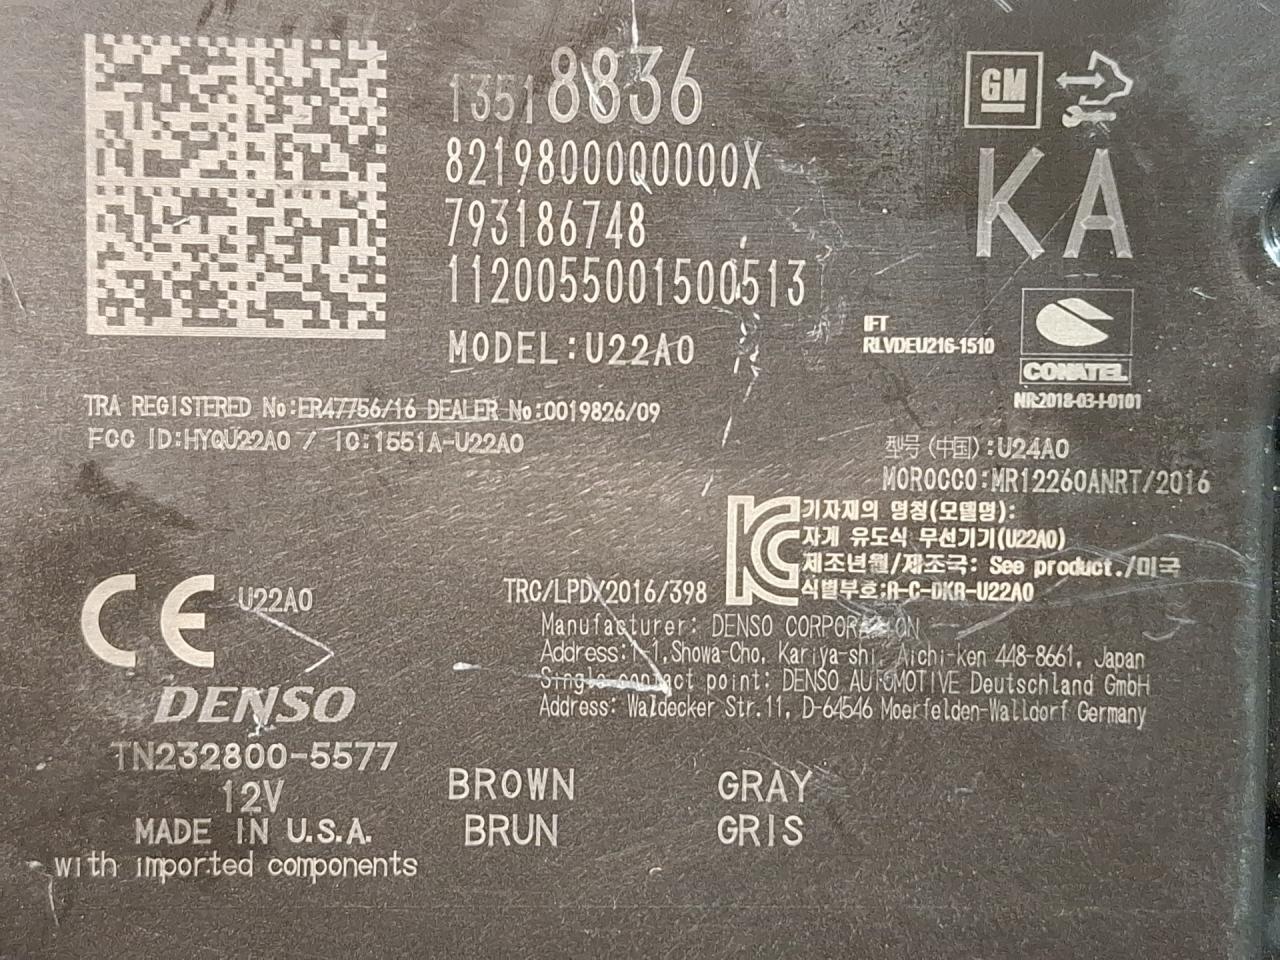 13518836
8219800000000X
793186748
1120055001500513
MODEL:U22A0
GM
KA
IFT
RLVDEU216-1510
CONATEL
NR:2018-03-I-0101
TRA REGISTERED No:ER47756/16 DEALER No:0019826/09
FCC ID:HYQU22A0 / IC:1551A-U22A0
型号(中国):U24A0
MOROCCO:MR12260ANRT/2016
기자재의 명칭(모델명):
자계 유도식 무선기기(U22A0)
제조년월/제조국: See product./미국
식별부호:R-C-DKR-U22A0
CE U22A0
TRC/LPD/2016/398
Manufacturer: DENSO CORPORATION
Address:1-1,Showa-Cho, Kariya-shi, Aichi-ken 448-8661, Japan
Single contact point: DENSO AUTOMOTIVE Deutschland GmbH
Address: Waldecker Str.11, D-64546 Moerfelden-Walldorf Germany
DENSO
TN232800-5577
12V
MADE IN U.S.A.
with imported components
BROWN
BRUN
GRAY
GRIS